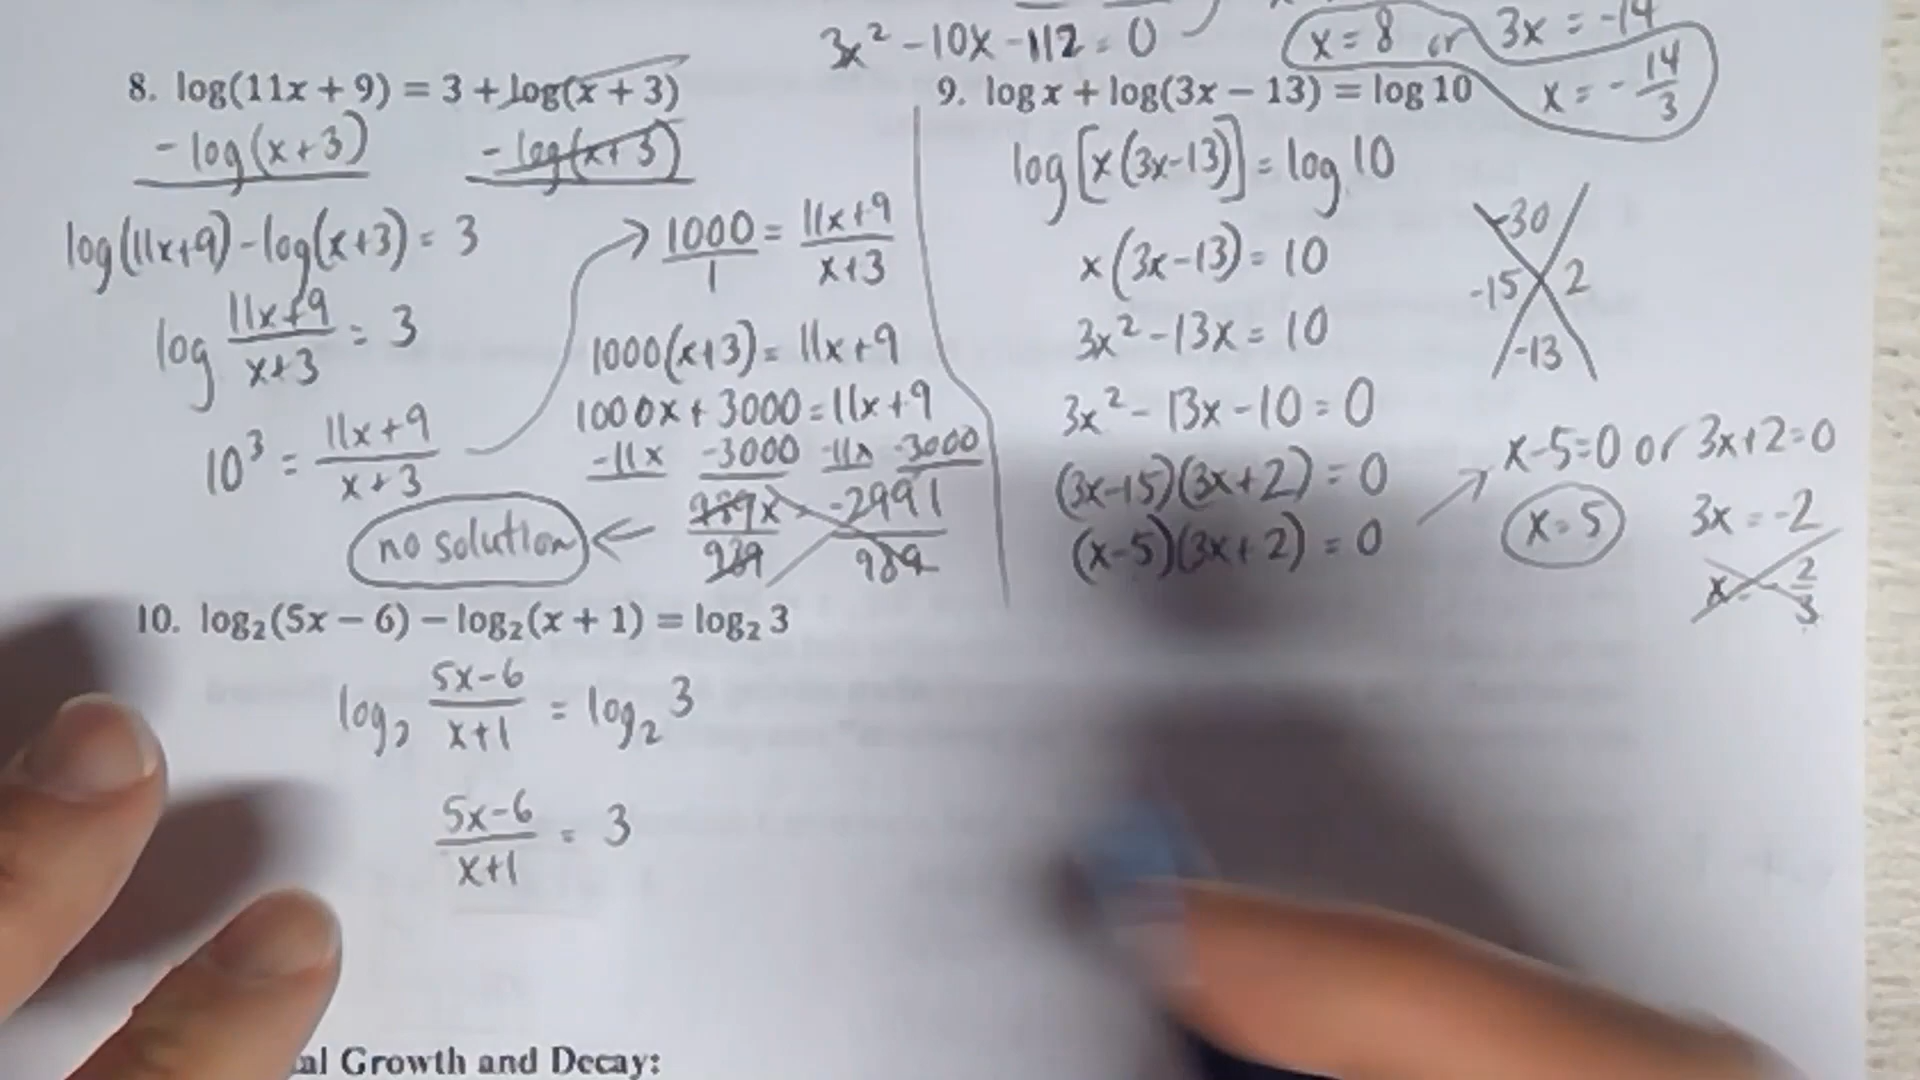 3x² - 10x - 112 = 0
x = 8 or 3x = -14
x = - 14/3
8. log(11x + 9) = 3 + log(x + 3)
- log(x+3) - log(x+3)
log(11x+9) - log(x+3) = 3
log 11x+9/x+3 = 3
10³ = 11x+9/x+3
1000/1 = 11x+9/x+3
1000(x+3) = 11x+9
1000x + 3000 = 11x + 9
-11x -3000 -11x -3000
989x = -2991
989 989
no solution
9. log x + log(3x − 13) = log 10
log[x(3x-13)] = log 10
x(3x-13) = 10
3x² - 13x = 10
3x² - 13x - 10 = 0
(3x-15)(3x+2) = 0
(x-5)(3x+2) = 0
-30
-15 2
-13
x-5=0 or 3x+2=0
x=5 3x = -2
x = - 2/3
10. log₂(5x − 6) − log₂(x + 1) = log₂ 3
log₂ 5x-6/x+1 = log₂ 3
5x-6/x+1 = 3
al Growth and Decay: